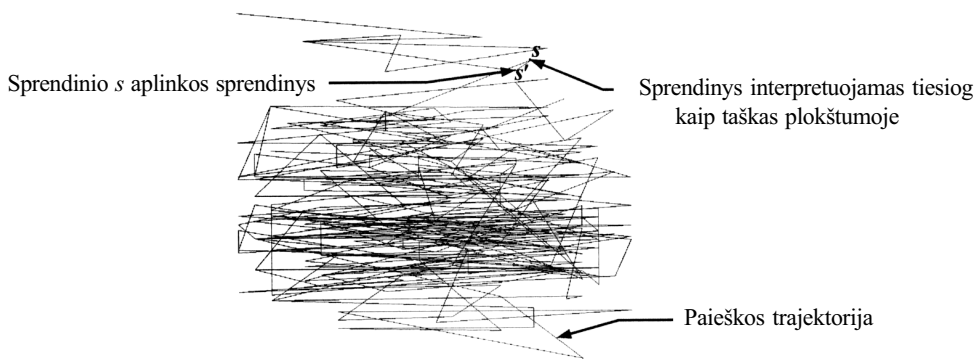 s
s′
Sprendinio s aplinkos sprendinys
Sprendinys interpretuojamas tiesiog
kaip taškas plokštumoje
Paieškos trajektorija